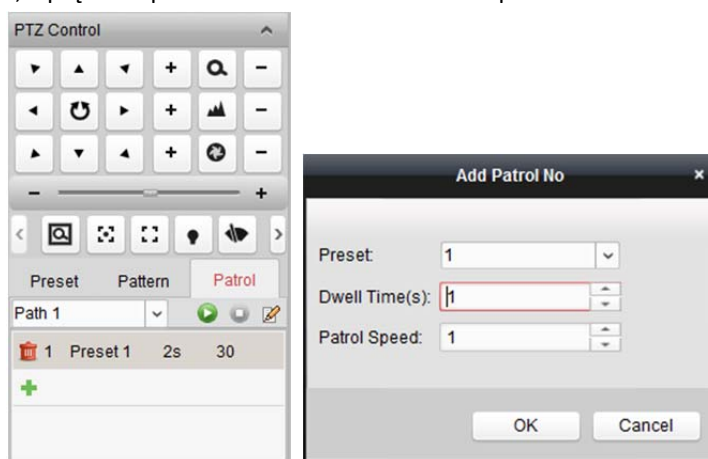 PTZ Control
Preset Pattern Patrol
Path 1
1 Preset 1 2s 30
Add Patrol No
Preset: 1
Dwell Time(s): 1
Patrol Speed: 1
OK Cancel